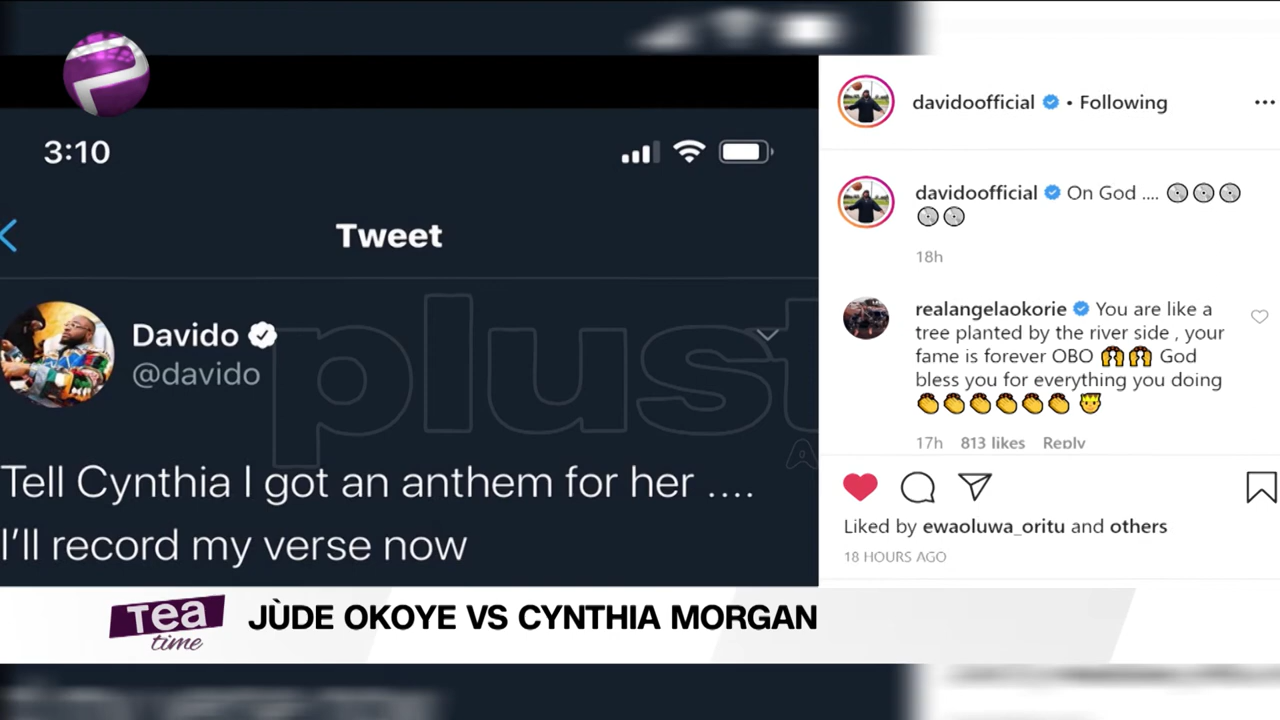 3:10
Tweet
Davido
@davido
Tell Cynthia I got an anthem for her ....
I'll record my verse now
plust
davidoofficial • Following
davidoofficial On God ....
18h
realangelaokorie You are like a
tree planted by the river side , your
fame is forever OBO God
bless you for everything you doing
17h 813 likes Reply
Liked by ewaoluwa_oritu and others
18 HOURS AGO
Tea
time
JÙDE OKOYE VS CYNTHIA MORGAN